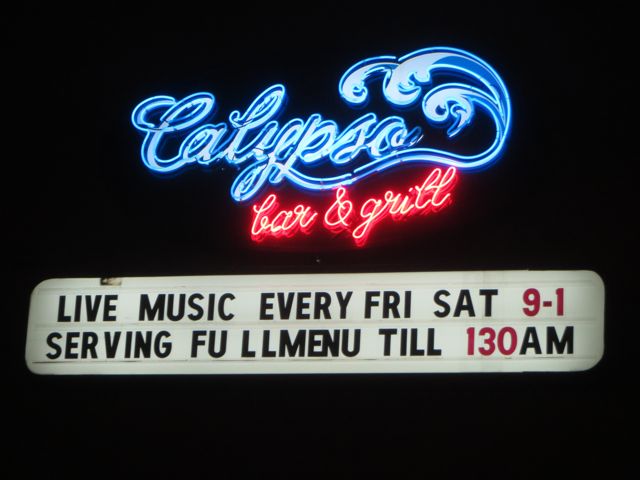 Calypso
bar & grill
LIVE MUSIC EVERY FRI SAT 9-1
SERVING FU LLMENU TILL 130AM